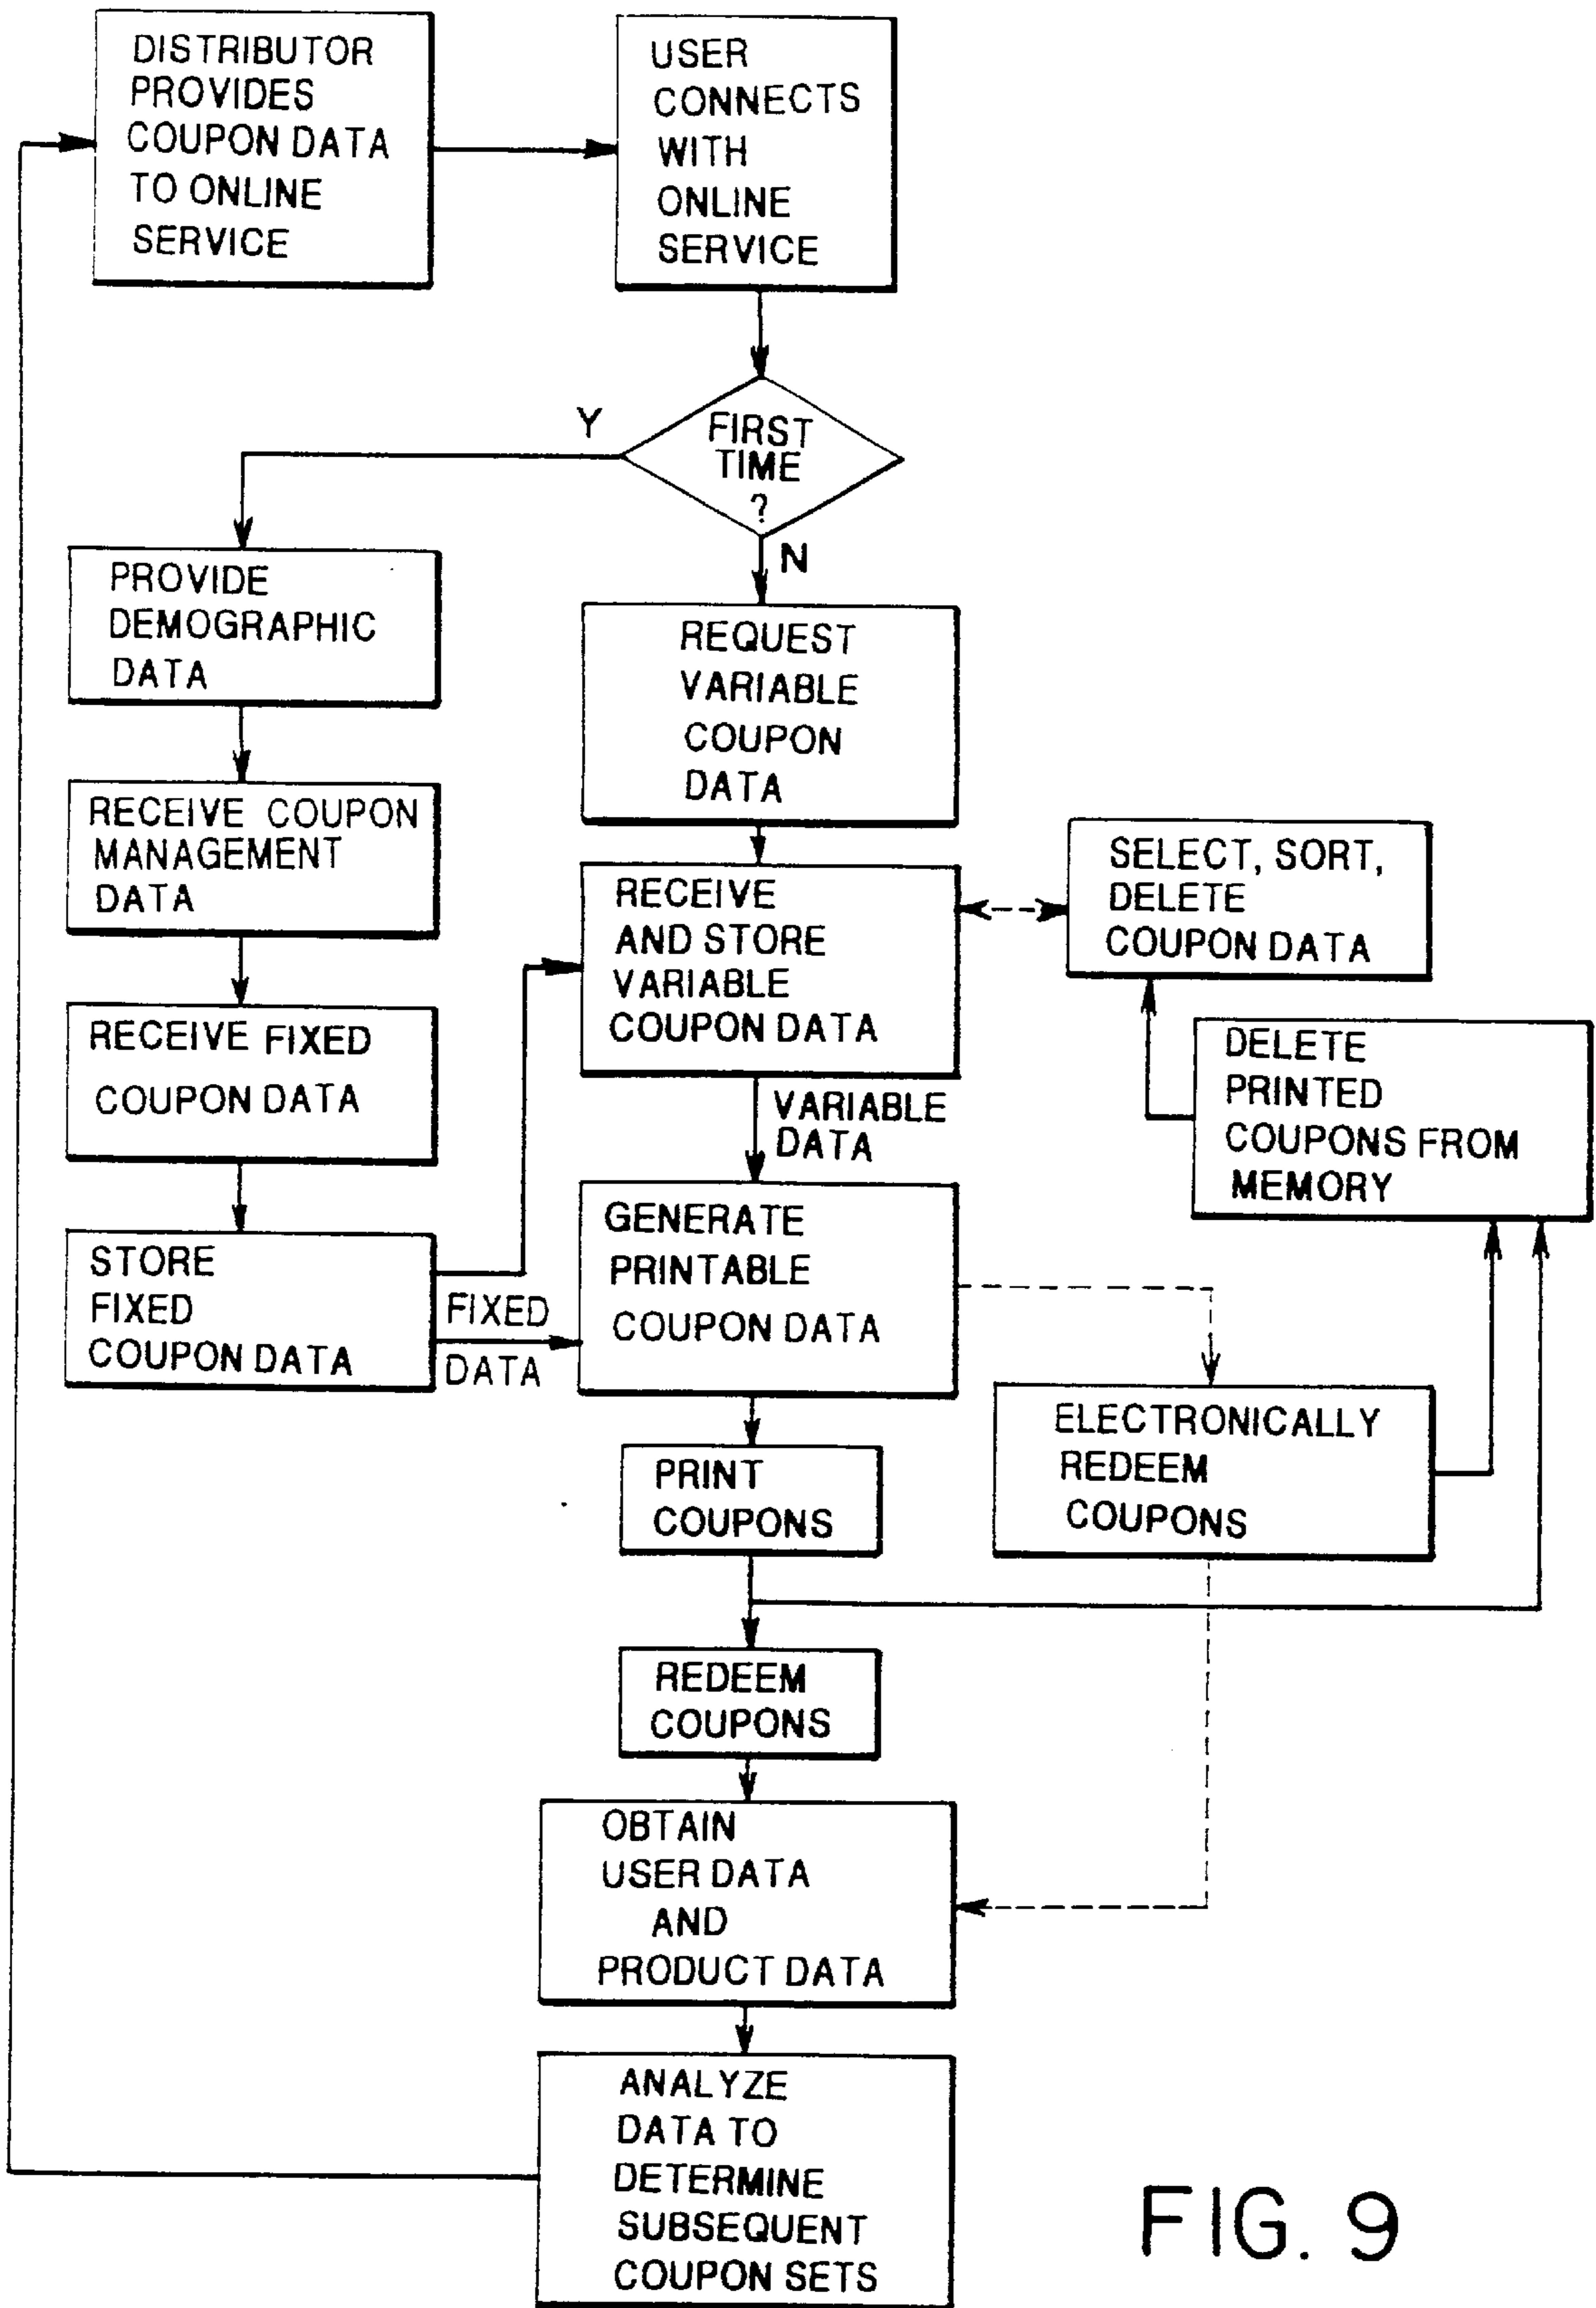 DISTRIBUTOR
PROVIDES
COUPON DATA
TO ONLINE
SERVICE
USER
CONNECTS
WITH
ONLINE
SERVICE
FIRST
TIME
?
Y
N
PROVIDE
DEMOGRAPHIC
DATA
REQUEST
VARIABLE
COUPON
DATA
RECEIVE COUPON
MANAGEMENT
DATA
RECEIVE
AND STORE
VARIABLE
COUPON DATA
SELECT, SORT,
DELETE
COUPON DATA
RECEIVE FIXED
COUPON DATA
VARIABLE
DATA
DELETE
PRINTED
COUPONS FROM
MEMORY
STORE
FIXED
COUPON DATA
FIXED
DATA
GENERATE
PRINTABLE
COUPON DATA
ELECTRONICALLY
REDEEM
COUPONS
PRINT
COUPONS
REDEEM
COUPONS
OBTAIN
USER DATA
AND
PRODUCT DATA
ANALYZE
DATA TO
DETERMINE
SUBSEQUENT
COUPON SETS
FIG. 9